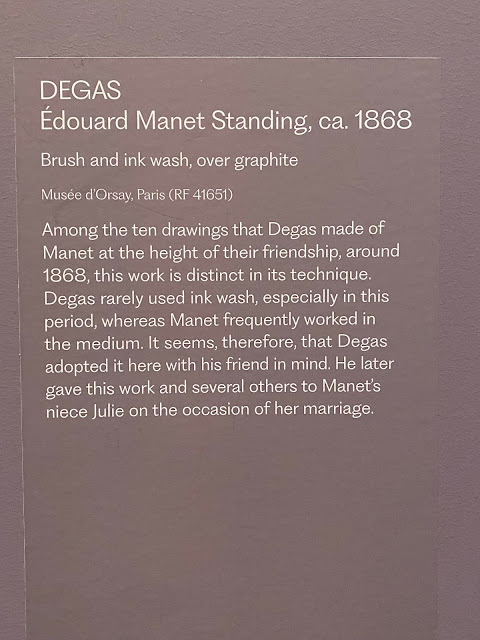 DEGAS
Édouard Manet Standing, ca. 1868
Brush and ink wash, over graphite
Musée d'Orsay, Paris (RF 41651)
Among the ten drawings that Degas made of
Manet at the height of their friendship, around
1868, this work is distinct in its technique.
Degas rarely used ink wash, especially in this
period, whereas Manet frequently worked in
the medium. It seems, therefore, that Degas
adopted it here with his friend in mind. He later
gave this work and several others to Manet's
niece Julie on the occasion of her marriage.